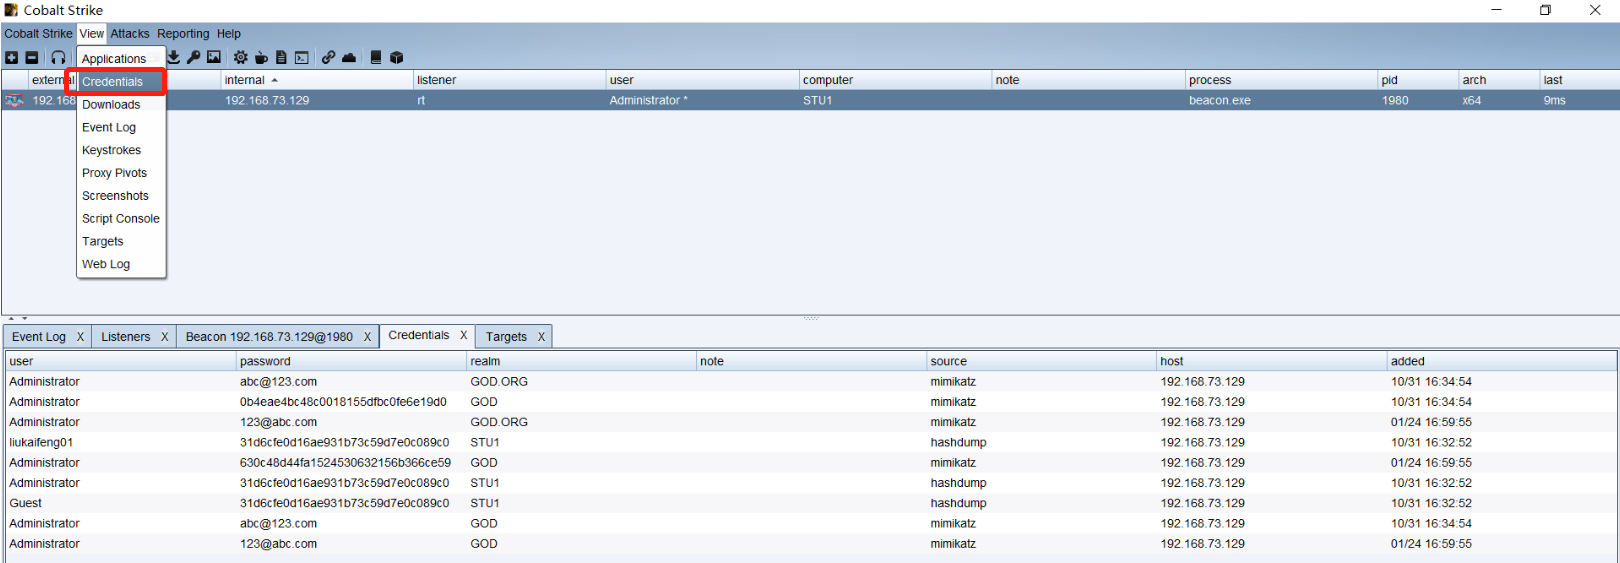 Cobalt Strike
Cobalt Strike View Attacks Reporting Help
Applications
Credentials
Downloads
Event Log
Keystrokes
Proxy Pivots
Screenshots
Script Console
Targets
Web Log
external internal listener user computer note process pid arch last
192.168 192.168.73.129 rt Administrator * STU1 beacon.exe 1980 x64 9ms
Event Log X Listeners X Beacon 192.168.73.129@1980 X Credentials X Targets X
user password realm note source host added
Administrator abc@123.com GOD.ORG mimikatz 192.168.73.129 10/31 16:34:54
Administrator 0b4eae4bc48c0018155dfbc0fe6e19d0 GOD mimikatz 192.168.73.129 10/31 16:34:54
Administrator 123@abc.com GOD.ORG mimikatz 192.168.73.129 01/24 16:59:55
liukaifeng01 31d6cfe0d16ae931b73c59d7e0c089c0 STU1 hashdump 192.168.73.129 10/31 16:32:52
Administrator 630c48d44fa1524530632156b366ce59 GOD mimikatz 192.168.73.129 01/24 16:59:55
Administrator 31d6cfe0d16ae931b73c59d7e0c089c0 STU1 hashdump 192.168.73.129 10/31 16:32:52
Guest 31d6cfe0d16ae931b73c59d7e0c089c0 STU1 hashdump 192.168.73.129 10/31 16:32:52
Administrator abc@123.com GOD mimikatz 192.168.73.129 10/31 16:34:54
Administrator 123@abc.com GOD mimikatz 192.168.73.129 01/24 16:59:55